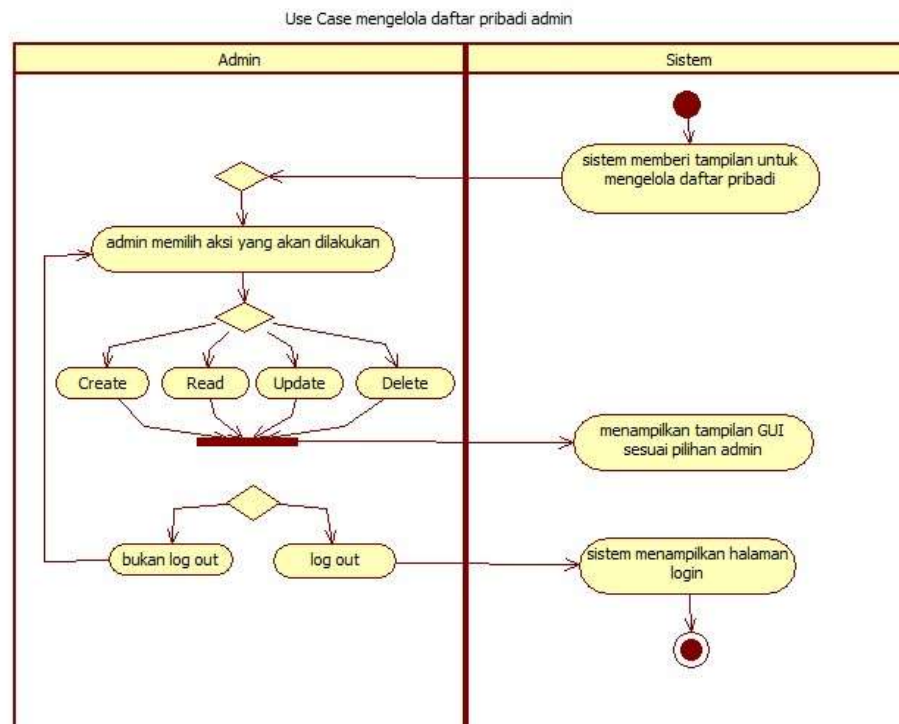 Use Case mengelola daftar pribadi admin
Admin
Sistem
sistem memberi tampilan untuk
mengelola daftar pribadi
admin memilih aksi yang akan dilakukan
Create
Read
Update
Delete
menampilkan tampilan GUI
sesuai pilihan admin
bukan log out
log out
sistem menampilkan halaman
login